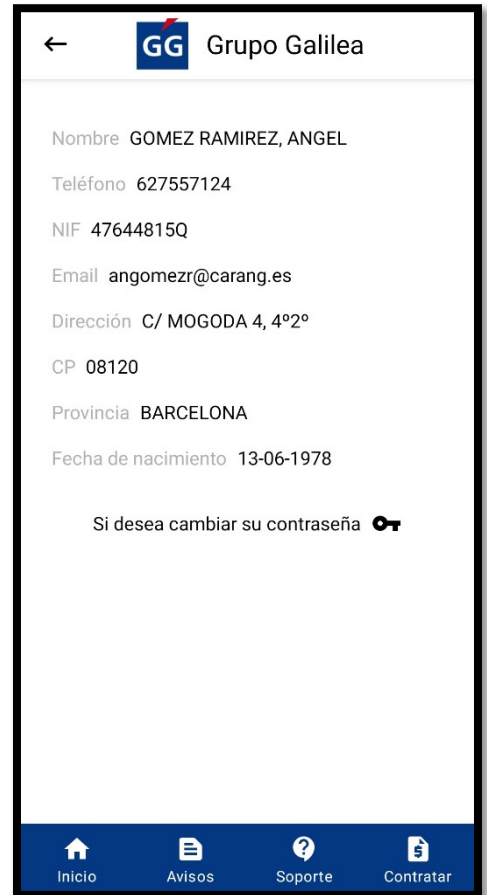 GG Grupo Galilea
Nombre GOMEZ RAMIREZ, ANGEL
Teléfono 627557124
NIF 47644815Q
Email angomezr@carang.es
Dirección C/ MOGODA 4, 4º2º
CP 08120
Provincia BARCELONA
Fecha de nacimiento 13-06-1978
Si desea cambiar su contraseña
Inicio Avisos Soporte Contratar